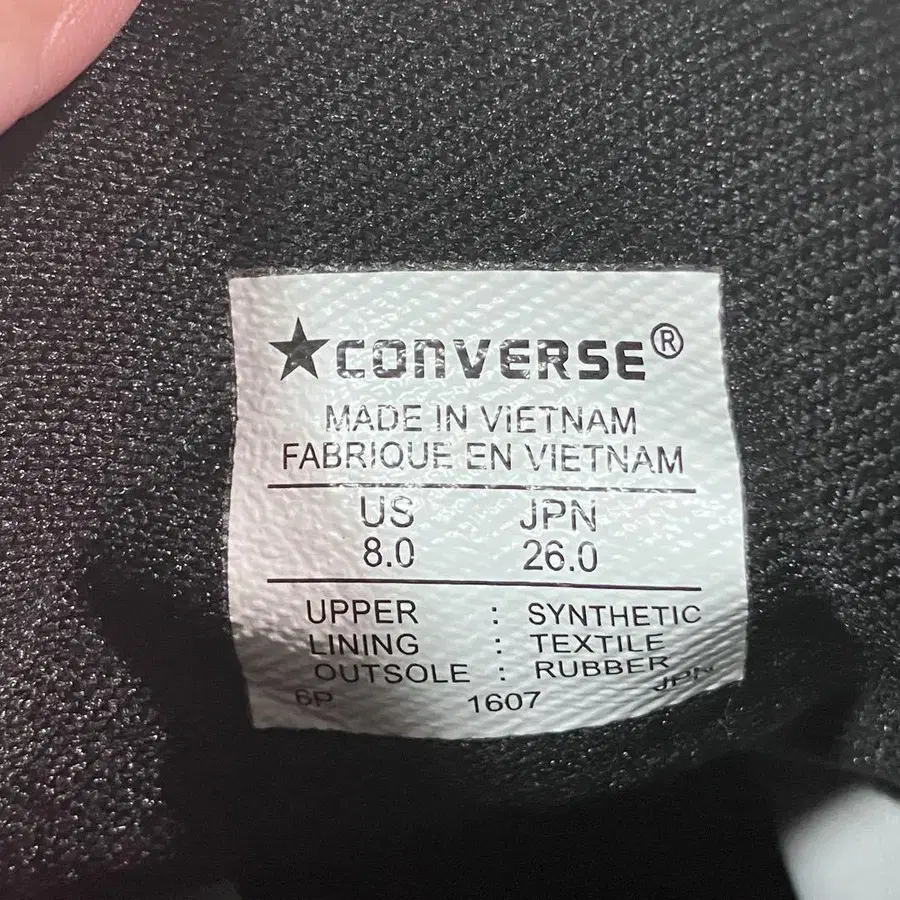 ★CONVERSE®
MADE IN VIETNAM
FABRIQUE EN VIETNAM
US JPN
8.0 26.0
UPPER : SYNTHETIC
LINING : TEXTILE
OUTSOLE : RUBBER
6P 1607 JPN